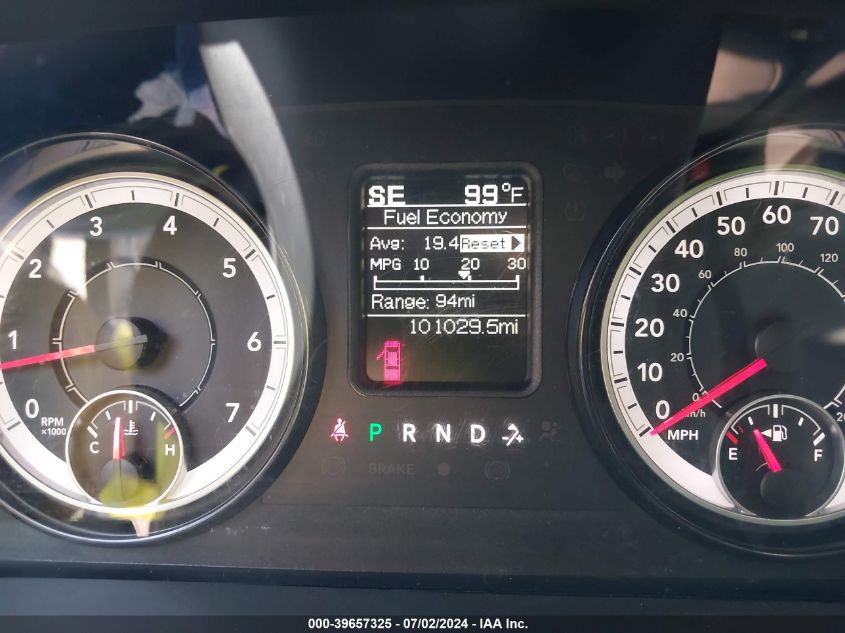 SE 99°F
Fuel Economy
Avg: 19.4 Reset
MPG 10 20 30
Range: 94mi
101029.5mi
P R N D
BRAKE
0 1 2 3 4 5 6 7
RPM
x1000
C H
0 10 20 30 40 50 60 70
0 20 40 60 80 100 120
km/h
MPH
E F
000-39657325 - 07/02/2024 - IAA Inc.